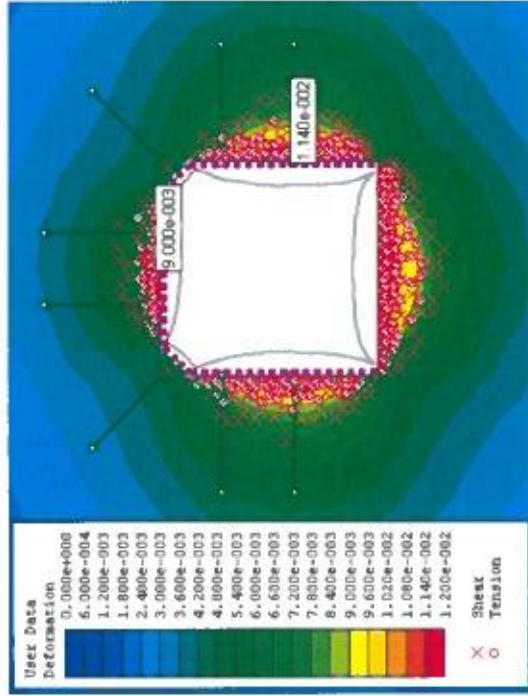 User Data
Deformation
0.000e+000
6.000e-004
1.200e-003
1.800e-003
2.400e-003
3.000e-003
3.600e-003
4.200e-003
4.800e-003
5.400e-003
6.000e-003
6.600e-003
7.200e-003
7.800e-003
8.400e-003
9.000e-003
9.600e-003
1.020e-002
1.080e-002
1.140e-002
1.200e-002
Shear
Tension
9.000e-003
1.140e-002